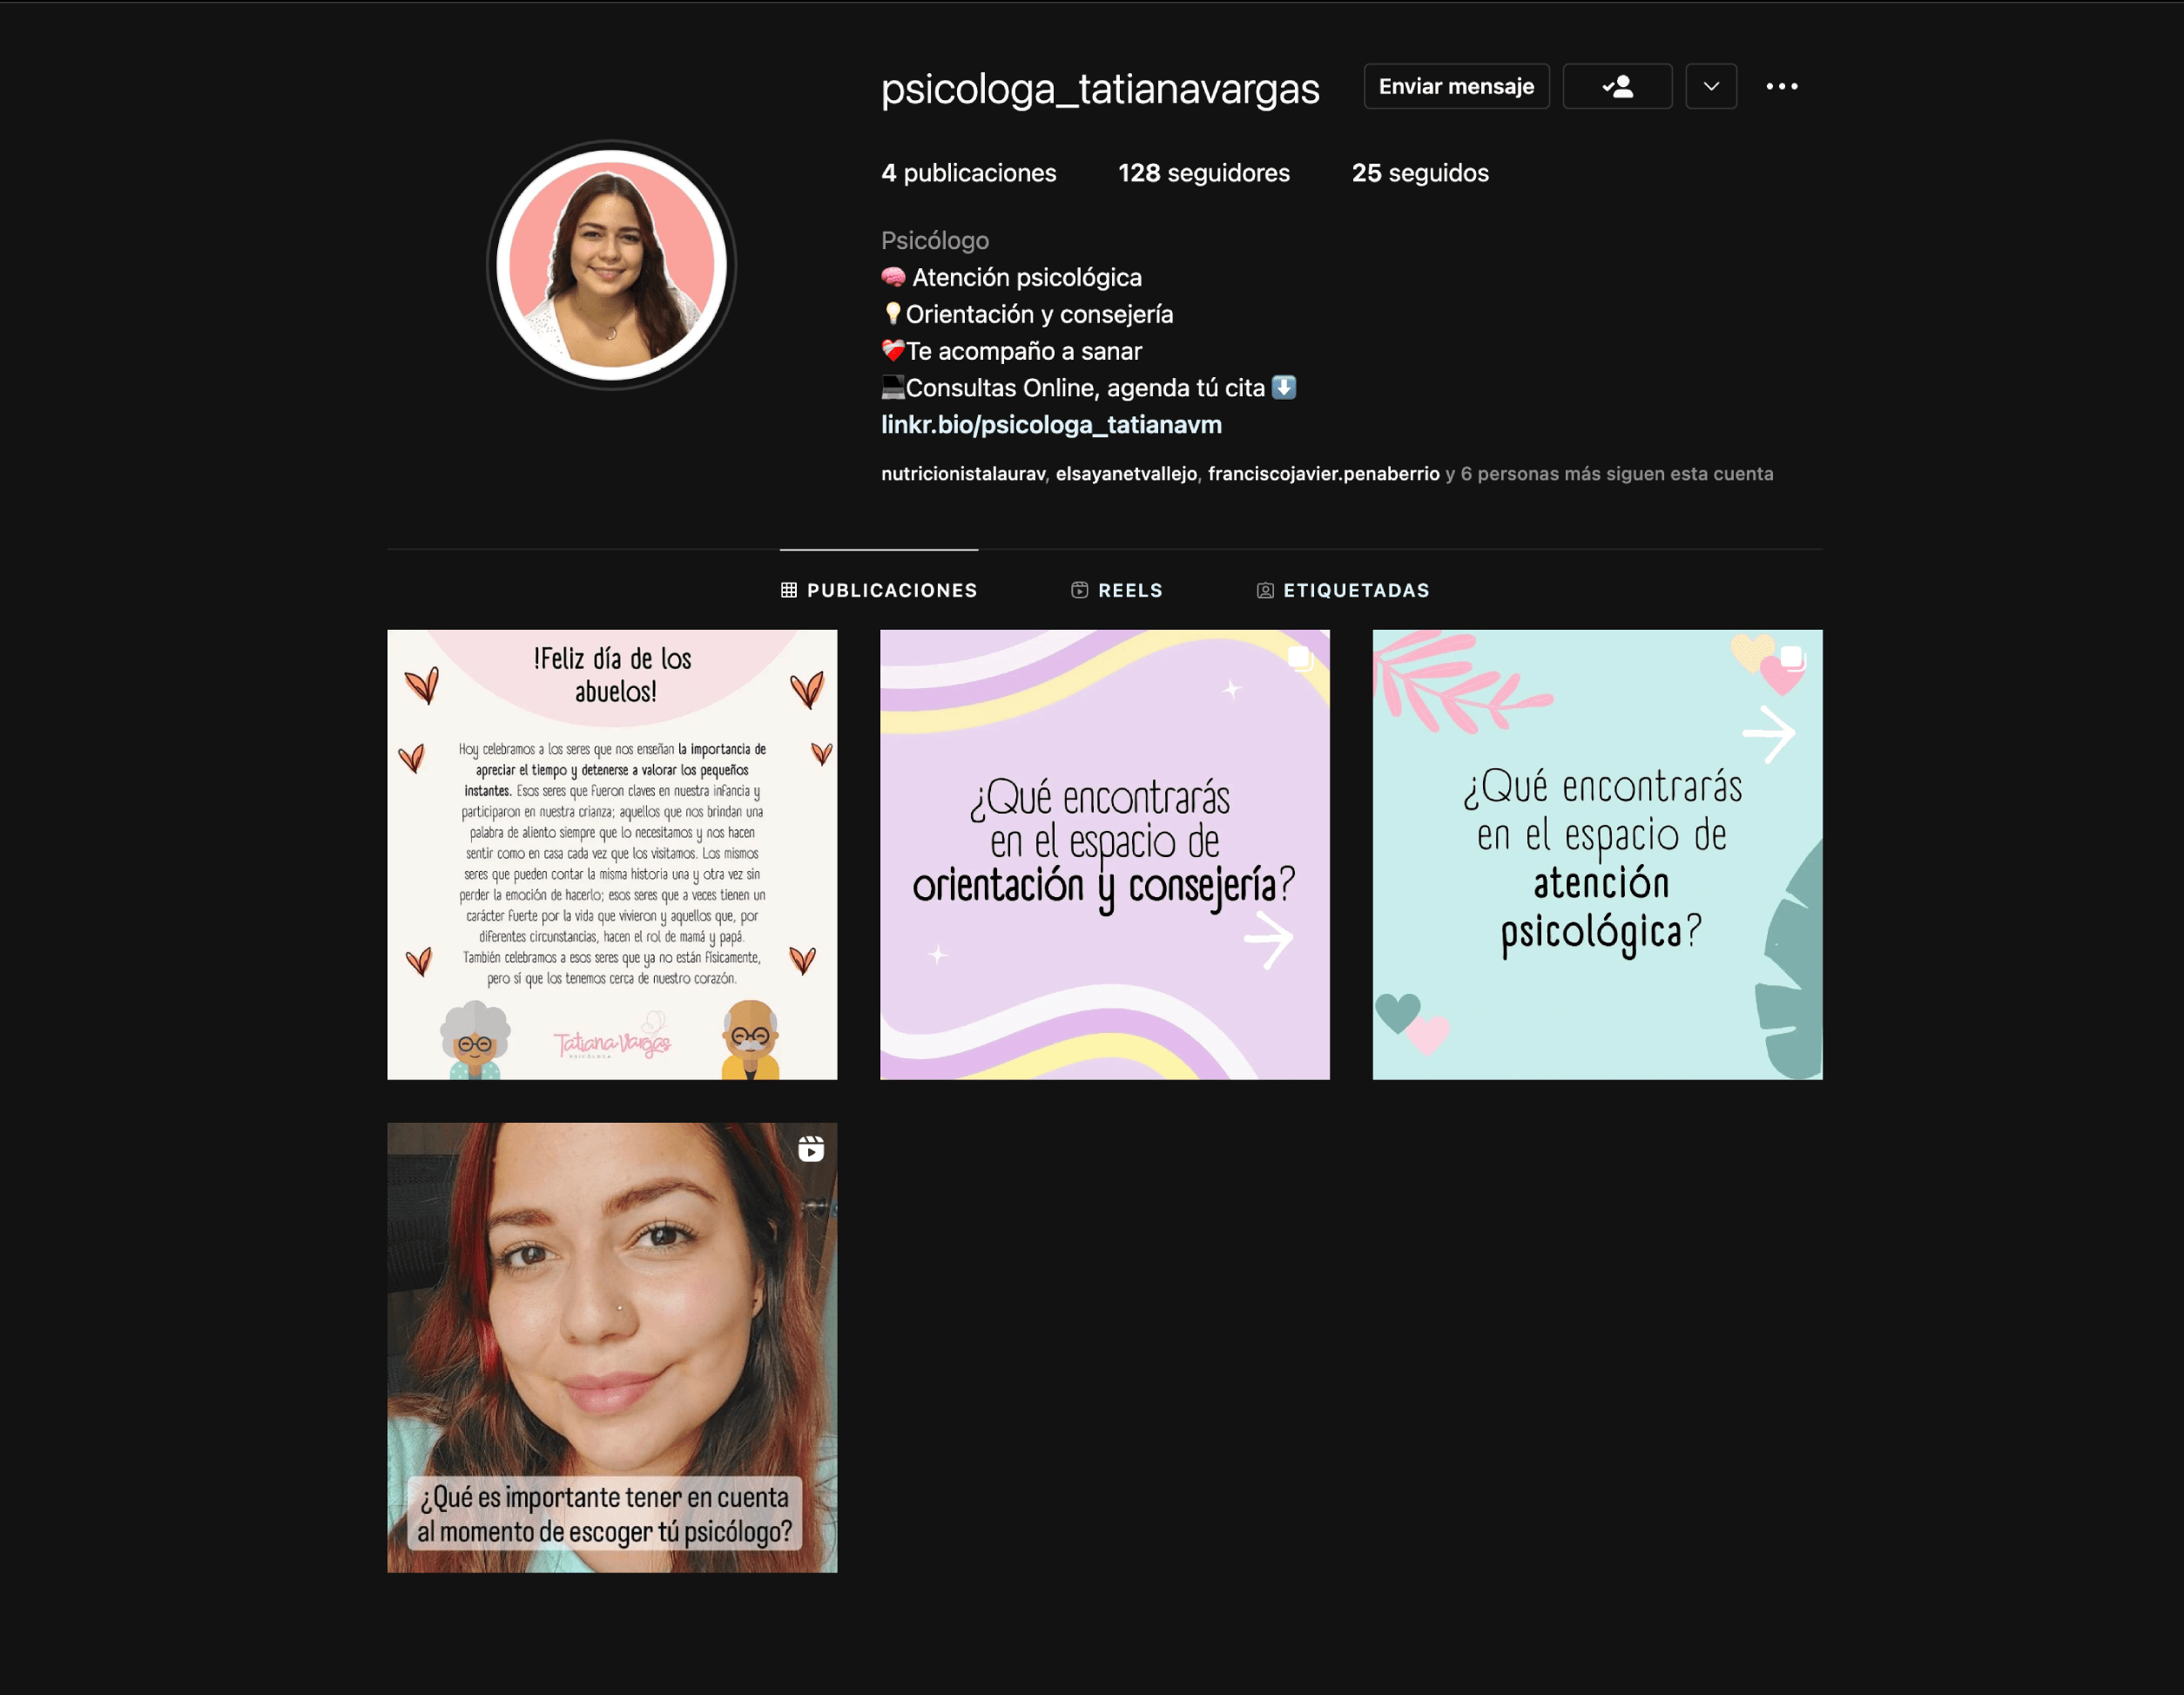 psicologa_tatianavargas
Enviar mensaje
4 publicaciones
128 seguidores
25 seguidos
Psicólogo
🧠 Atención psicológica
💡Orientación y consejería
❤️‍🩹Te acompaño a sanar
💻Consultas Online, agenda tú cita ⬇️
linkr.bio/psicologa_tatianavm
nutricionistalaurav, elsayanetvallejo, franciscojavier.penaberrio y 6 personas más siguen esta cuenta
PUBLICACIONES
REELS
ETIQUETADAS
!Feliz día de los
abuelos!
Hoy celebramos a los seres que nos enseñan la importancia de
apreciar el tiempo y detenerse a valorar los pequeños
instantes. Esos seres que fueron claves en nuestra infancia y
participaron en nuestra crianza; aquellos que nos brindan una
palabra de aliento siempre que lo necesitamos y nos hacen
sentir como en casa cada vez que los visitamos. Los mismos
seres que pueden contar la misma historia una y otra vez sin
perder la emoción de hacerlo; esos seres que a veces tienen un
carácter fuerte por la vida que vivieron y aquellos que, por
diferentes circunstancias, hacen el rol de mamá y papá.
También celebramos a esos seres que ya no están físicamente,
pero sí que los tenemos cerca de nuestro corazón.
Tatiana Vargas
PSICÓLOGA
¿Qué encontrarás
en el espacio de
orientación y consejería?
¿Qué encontrarás
en el espacio de
atención
psicológica?
¿Qué es importante tener en cuenta
al momento de escoger tú psicólogo?